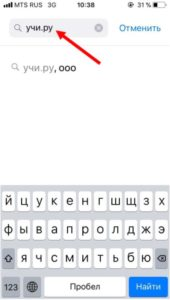 MTS RUS 3G 10:38 31 %
учи.ру Отменить
учи.ру, ооо
й ц у к е н г ш щ з х
ф ы в а п р о л д ж э
я ч с м и т ь б ю
123 Пробел Найти